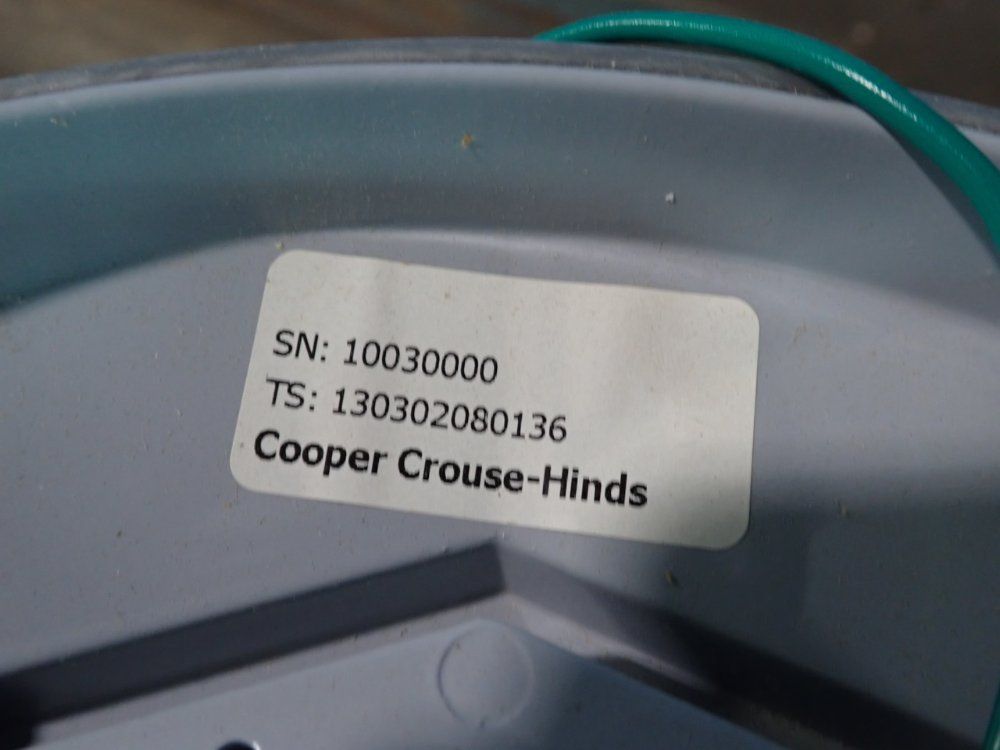 SN: 10030000
TS: 130302080136
Cooper Crouse-Hinds